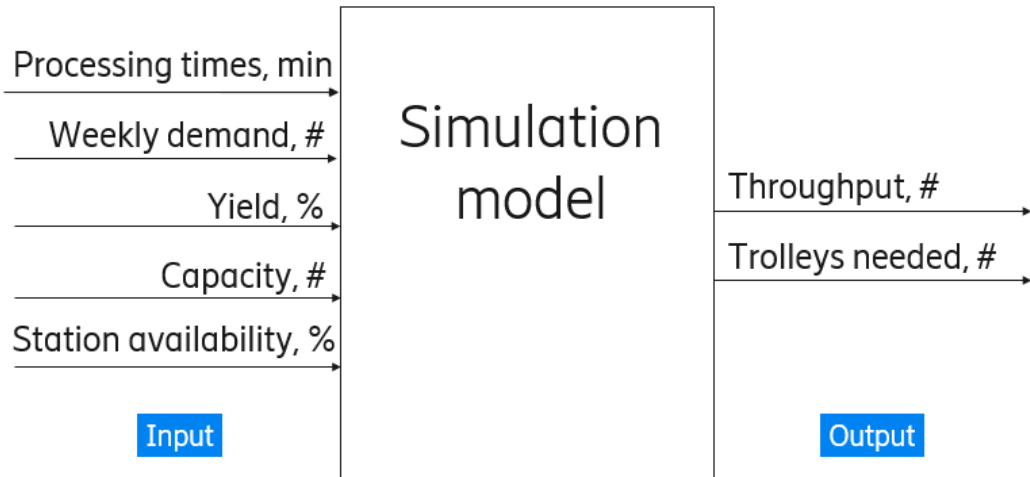 Processing times, min
Weekly demand, #
Yield, %
Capacity, #
Station availability, %
Input
Simulation
model
Throughput, #
Trolleys needed, #
Output